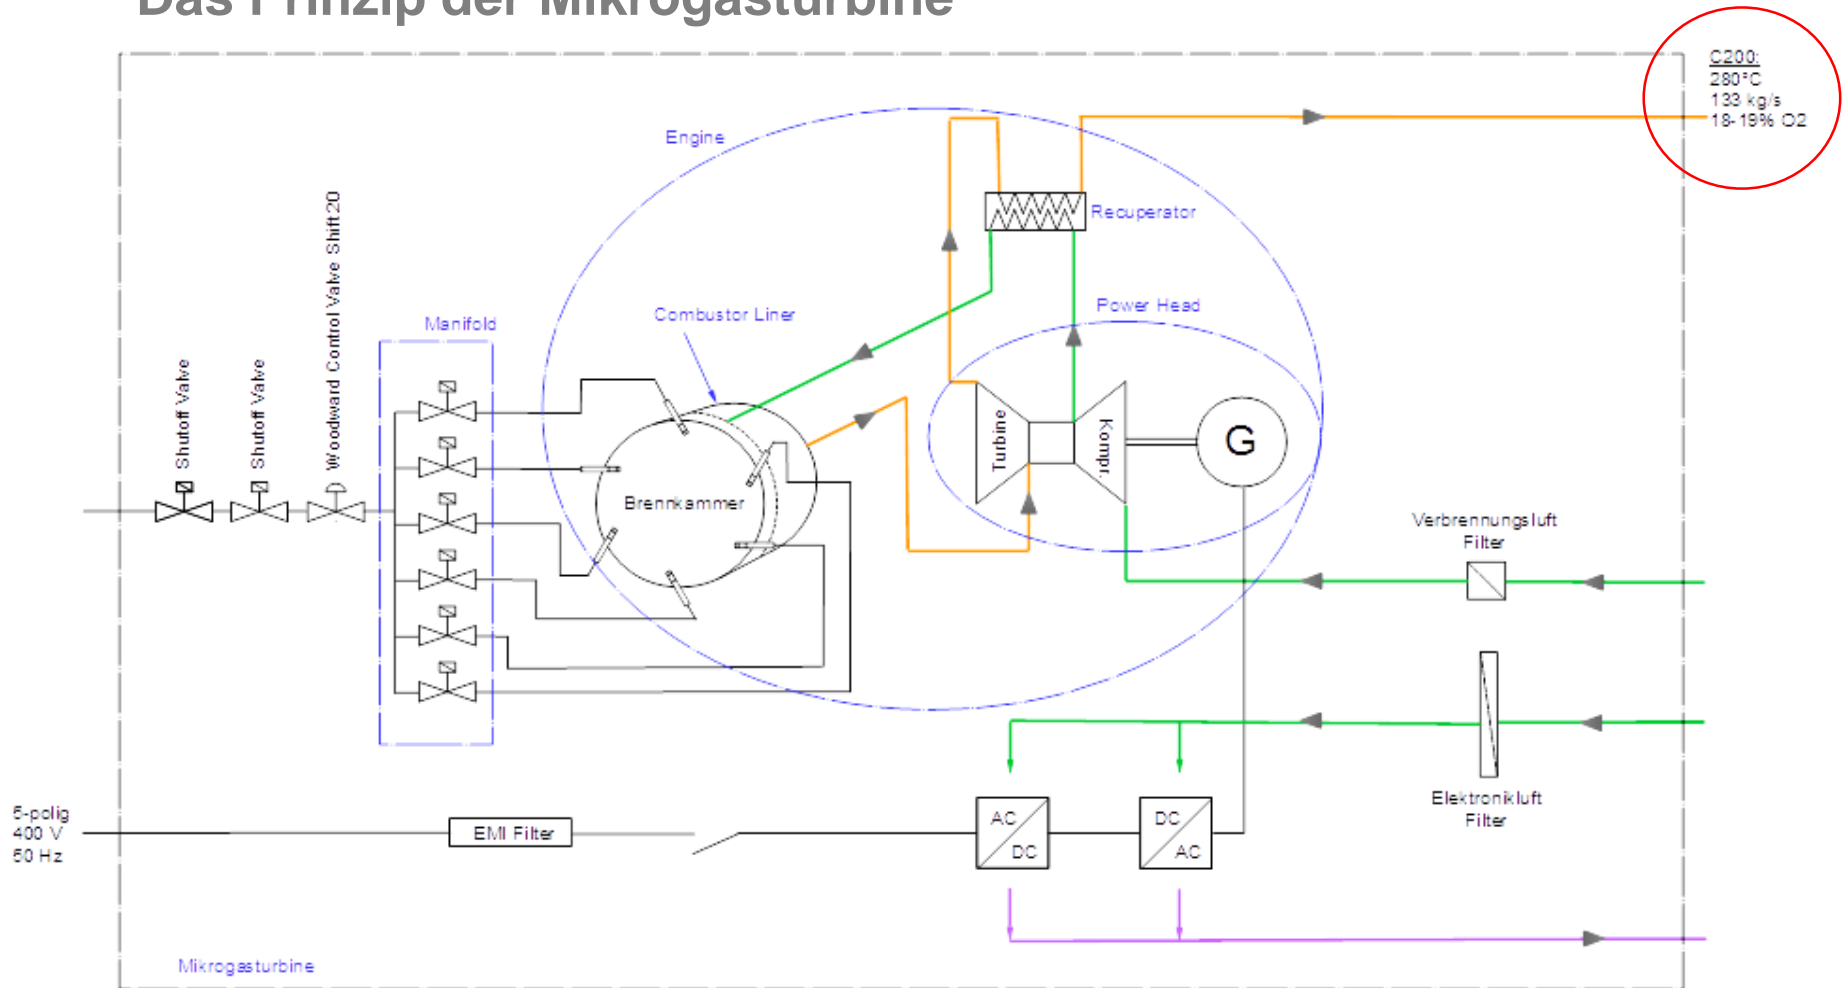 Das Prinzip der Mikrogasturbine
C200:
280°C
133 kg/s
18-19% O2
Engine
Recuperator
Power Head
Combustor Liner
Manifold
Shutoff Valve
Shutoff Valve
Woodward Control Valve Shift20
Turbine
Kompr.
G
Brennkammer
Verbrennungsluft
Filter
Elektronikluft
Filter
5-polig
400 V
50 Hz
EMI Filter
AC
DC
DC
AC
Mikrogasturbine